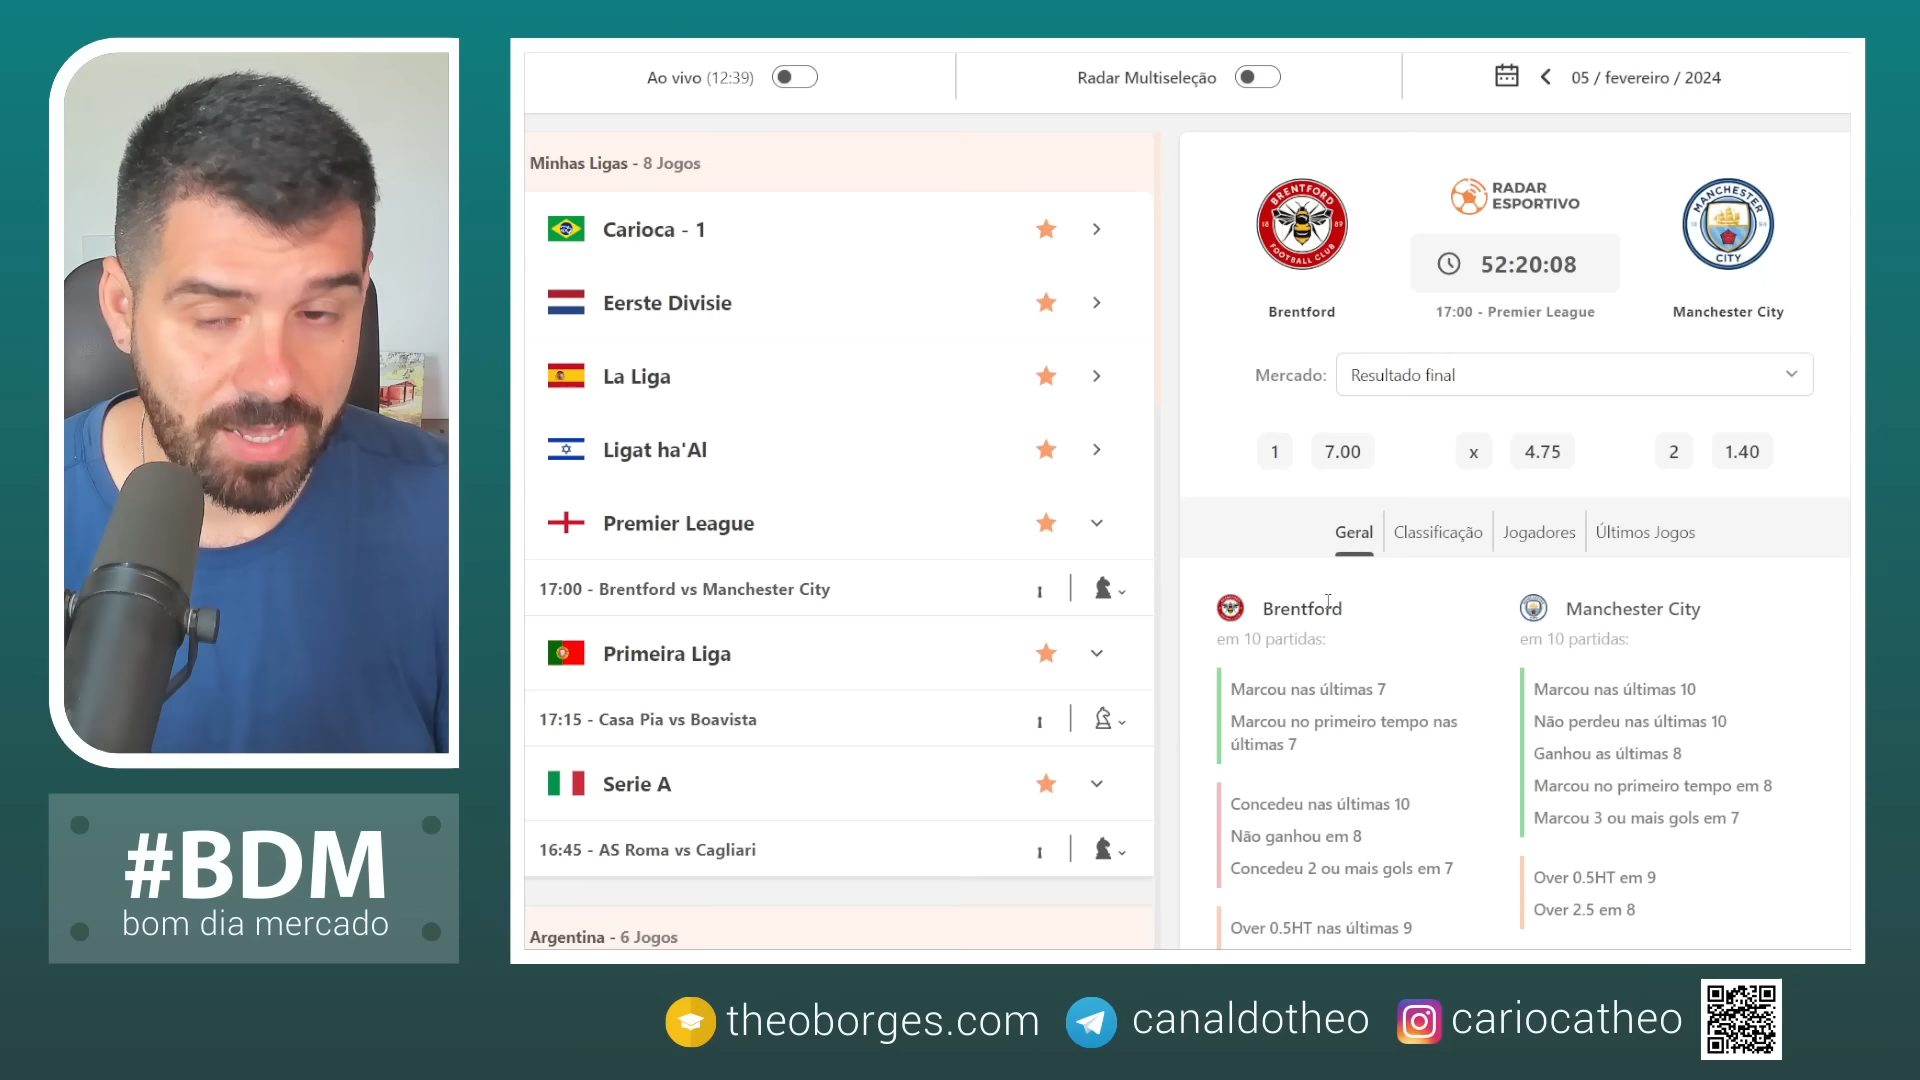 Ao vivo (12:39)
Radar Multiseleção
05 / fevereiro / 2024
Minhas Ligas - 8 Jogos
Carioca - 1
Eerste Divisie
La Liga
Ligat ha'Al
Premier League
17:00 - Brentford vs Manchester City
Primeira Liga
17:15 - Casa Pia vs Boavista
Serie A
16:45 - AS Roma vs Cagliari
Argentina - 6 Jogos
BRENTFORD
FOOTBALL CLUB
18 89
RADAR
ESPORTIVO
MANCHESTER
CITY
52:20:08
Brentford
17:00 - Premier League
Manchester City
Mercado: Resultado final
1 7.00 x 4.75 2 1.40
Geral Classificação Jogadores Últimos Jogos
Brentford
em 10 partidas:
Marcou nas últimas 7
Marcou no primeiro tempo nas
últimas 7
Concedeu nas últimas 10
Não ganhou em 8
Concedeu 2 ou mais gols em 7
Over 0.5HT nas últimas 9
Manchester City
em 10 partidas:
Marcou nas últimas 10
Não perdeu nas últimas 10
Ganhou as últimas 8
Marcou no primeiro tempo em 8
Marcou 3 ou mais gols em 7
Over 0.5HT em 9
Over 2.5 em 8
#BDM
bom dia mercado
theoborges.com
canaldotheo
cariocatheo